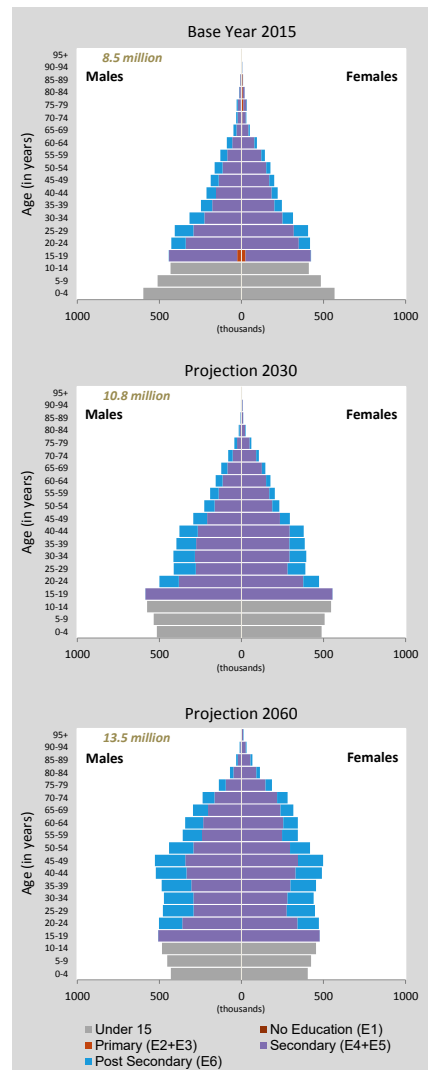 Base Year 2015
8.5 million
Males
Females
Age (in years)
95+
90-94
85-89
80-84
75-79
70-74
65-69
60-64
55-59
50-54
45-49
40-44
35-39
30-34
25-29
20-24
15-19
10-14
5-9
0-4
1000 500 0 500 1000
(thousands)
Projection 2030
10.8 million
Males
Females
Age (in years)
95+
90-94
85-89
80-84
75-79
70-74
65-69
60-64
55-59
50-54
45-49
40-44
35-39
30-34
25-29
20-24
15-19
10-14
5-9
0-4
1000 500 0 500 1000
(thousands)
Projection 2060
13.5 million
Males
Females
Age (in years)
95+
90-94
85-89
80-84
75-79
70-74
65-69
60-64
55-59
50-54
45-49
40-44
35-39
30-34
25-29
20-24
15-19
10-14
5-9
0-4
1000 500 0 500 1000
(thousands)
Under 15
No Education (E1)
Primary (E2+E3)
Secondary (E4+E5)
Post Secondary (E6)